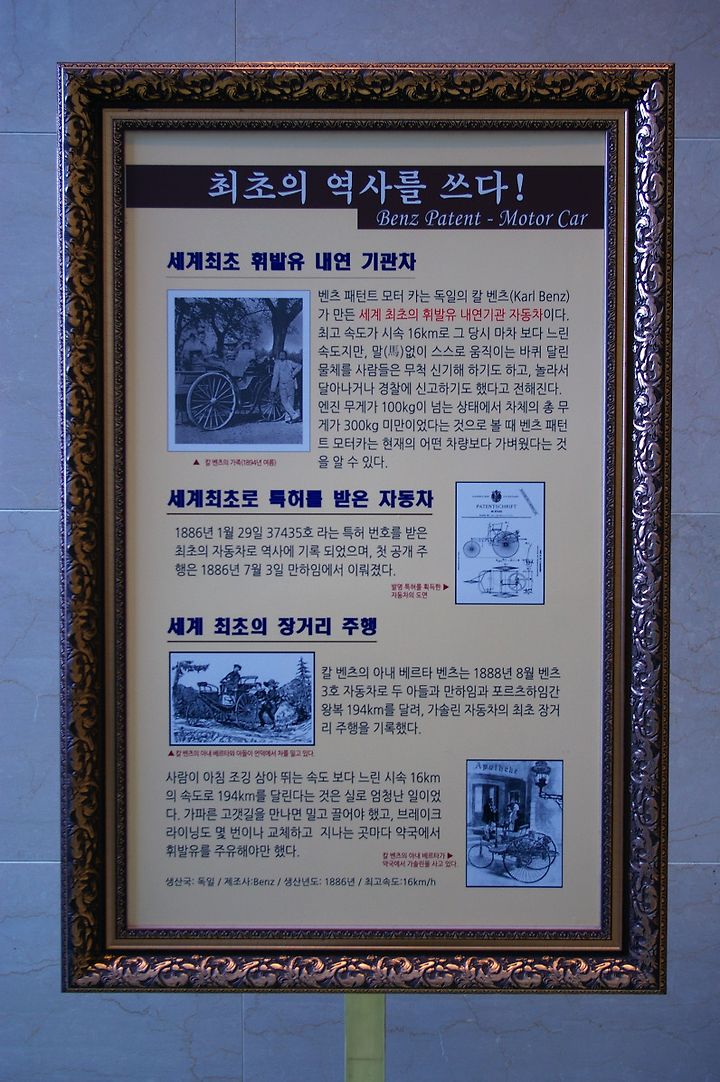 최초의 역사를 쓰다!
Benz Patent - Motor Car
세계최초 휘발유 내연 기관차
벤츠 패턴트 모터 카는 독일의 칼 벤츠(Karl Benz)
가 만든 세계 최초의 휘발유 내연기관 자동차이다.
최고 속도가 시속 16km로 그 당시 마차 보다 느린
속도지만, 말(馬)없이 스스로 움직이는 바퀴 달린
물체를 사람들은 무척 신기해 하기도 하고, 놀라서
달아나거나 경찰에 신고하기도 했다고 전해진다.
엔진 무게가 100kg이 넘는 상태에서 차체의 총 무
게가 300kg 미만이었다는 것으로 볼 때 벤츠 패턴
트 모터카는 현재의 어떤 차량보다 가벼웠다는 것
을 알 수 있다.
▲ 칼 벤츠의 가족(1894년 여름)
세계최초로 특허를 받은 자동차
1886년 1월 29일 37435호 라는 특허 번호를 받은
최초의 자동차로 역사에 기록 되었으며, 첫 공개 주
행은 1886년 7월 3일 만하임에서 이뤄졌다.
PATENTSCHRIFT
발명 특허를 획득한 ▶
자동차의 도면
세계 최초의 장거리 주행
칼 벤츠의 아내 베르타 벤츠는 1888년 8월 벤츠
3호 자동차로 두 아들과 만하임과 포르츠하임간
왕복 194km를 달려, 가솔린 자동차의 최초 장거
리 주행을 기록했다.
▲ 칼 벤츠의 아내 베르타와 아들이 언덕에서 차를 밀고 있다.
사람이 아침 조깅 삼아 뛰는 속도 보다 느린 시속 16km
의 속도로 194km를 달린다는 것은 실로 엄청난 일이었
다. 가파른 고갯길을 만나면 밀고 끌어야 했고, 브레이크
라이닝도 몇 번이나 교체하고 지나는 곳마다 약국에서
휘발유를 주유해야만 했다.
Apotheke
칼 벤츠의 아내 베르타가 ▶
약국에서 가솔린을 사고 있다.
생산국: 독일 / 제조사:Benz / 생산년도: 1886년 / 최고속도:16km/h